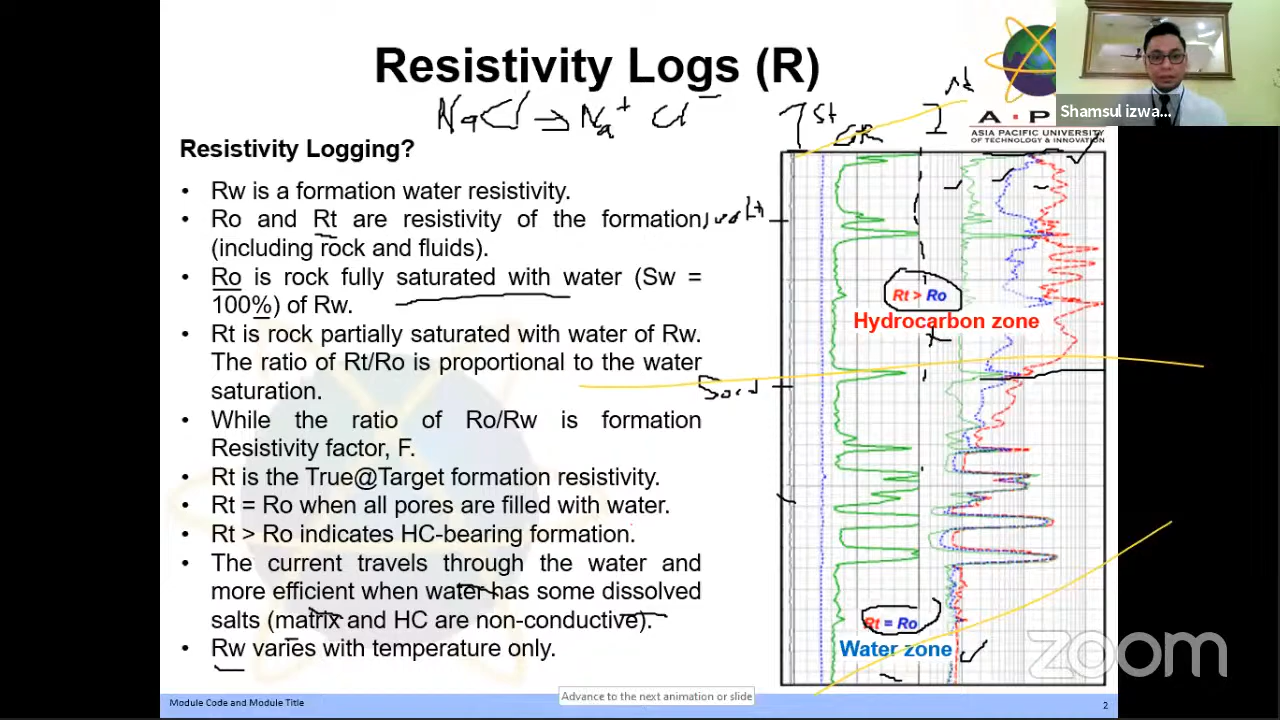 Resistivity Logs (R)
NaCl → Na+ Cl-
1st
GR
A · P
ASIA PACIFIC UNIVERSITY
OF TECHNOLOGY & INNOVATION
Shamsul izwa...
Resistivity Logging?
• Rw is a formation water resistivity.
• Ro and Rt are resistivity of the formation
(including rock and fluids).
• Ro is rock fully saturated with water (Sw =
100%) of Rw.
• Rt is rock partially saturated with water of Rw.
The ratio of Rt/Ro is proportional to the water
saturation.
• While the ratio of Ro/Rw is formation
Resistivity factor, F.
• Rt is the True@Target formation resistivity.
• Rt = Ro when all pores are filled with water.
• Rt > Ro indicates HC-bearing formation.
• The current travels through the water and
more efficient when water has some dissolved
salts (matrix and HC are non-conductive).
• Rw varies with temperature only.
Rt > Ro
Hydrocarbon zone
Rt = Ro
Water zone
zoom
Module Code and Module Title
Advance to the next animation or slide
2